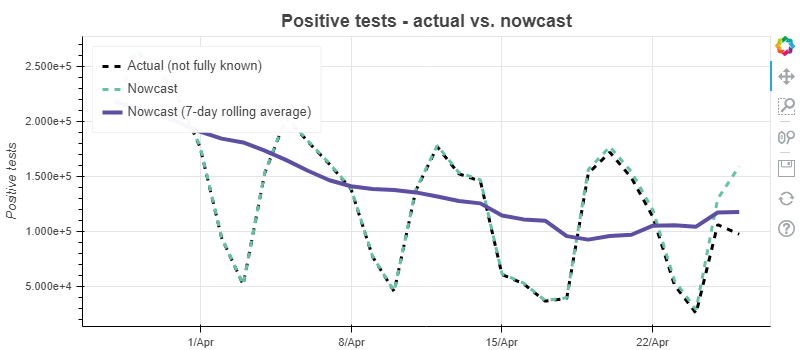 Positive tests - actual vs. nowcast
2.500e+5
2.000e+5
1.500e+5
1.000e+5
5.000e+4
Positive tests
Actual (not fully known)
Nowcast
Nowcast (7-day rolling average)
1/Apr
8/Apr
15/Apr
22/Apr